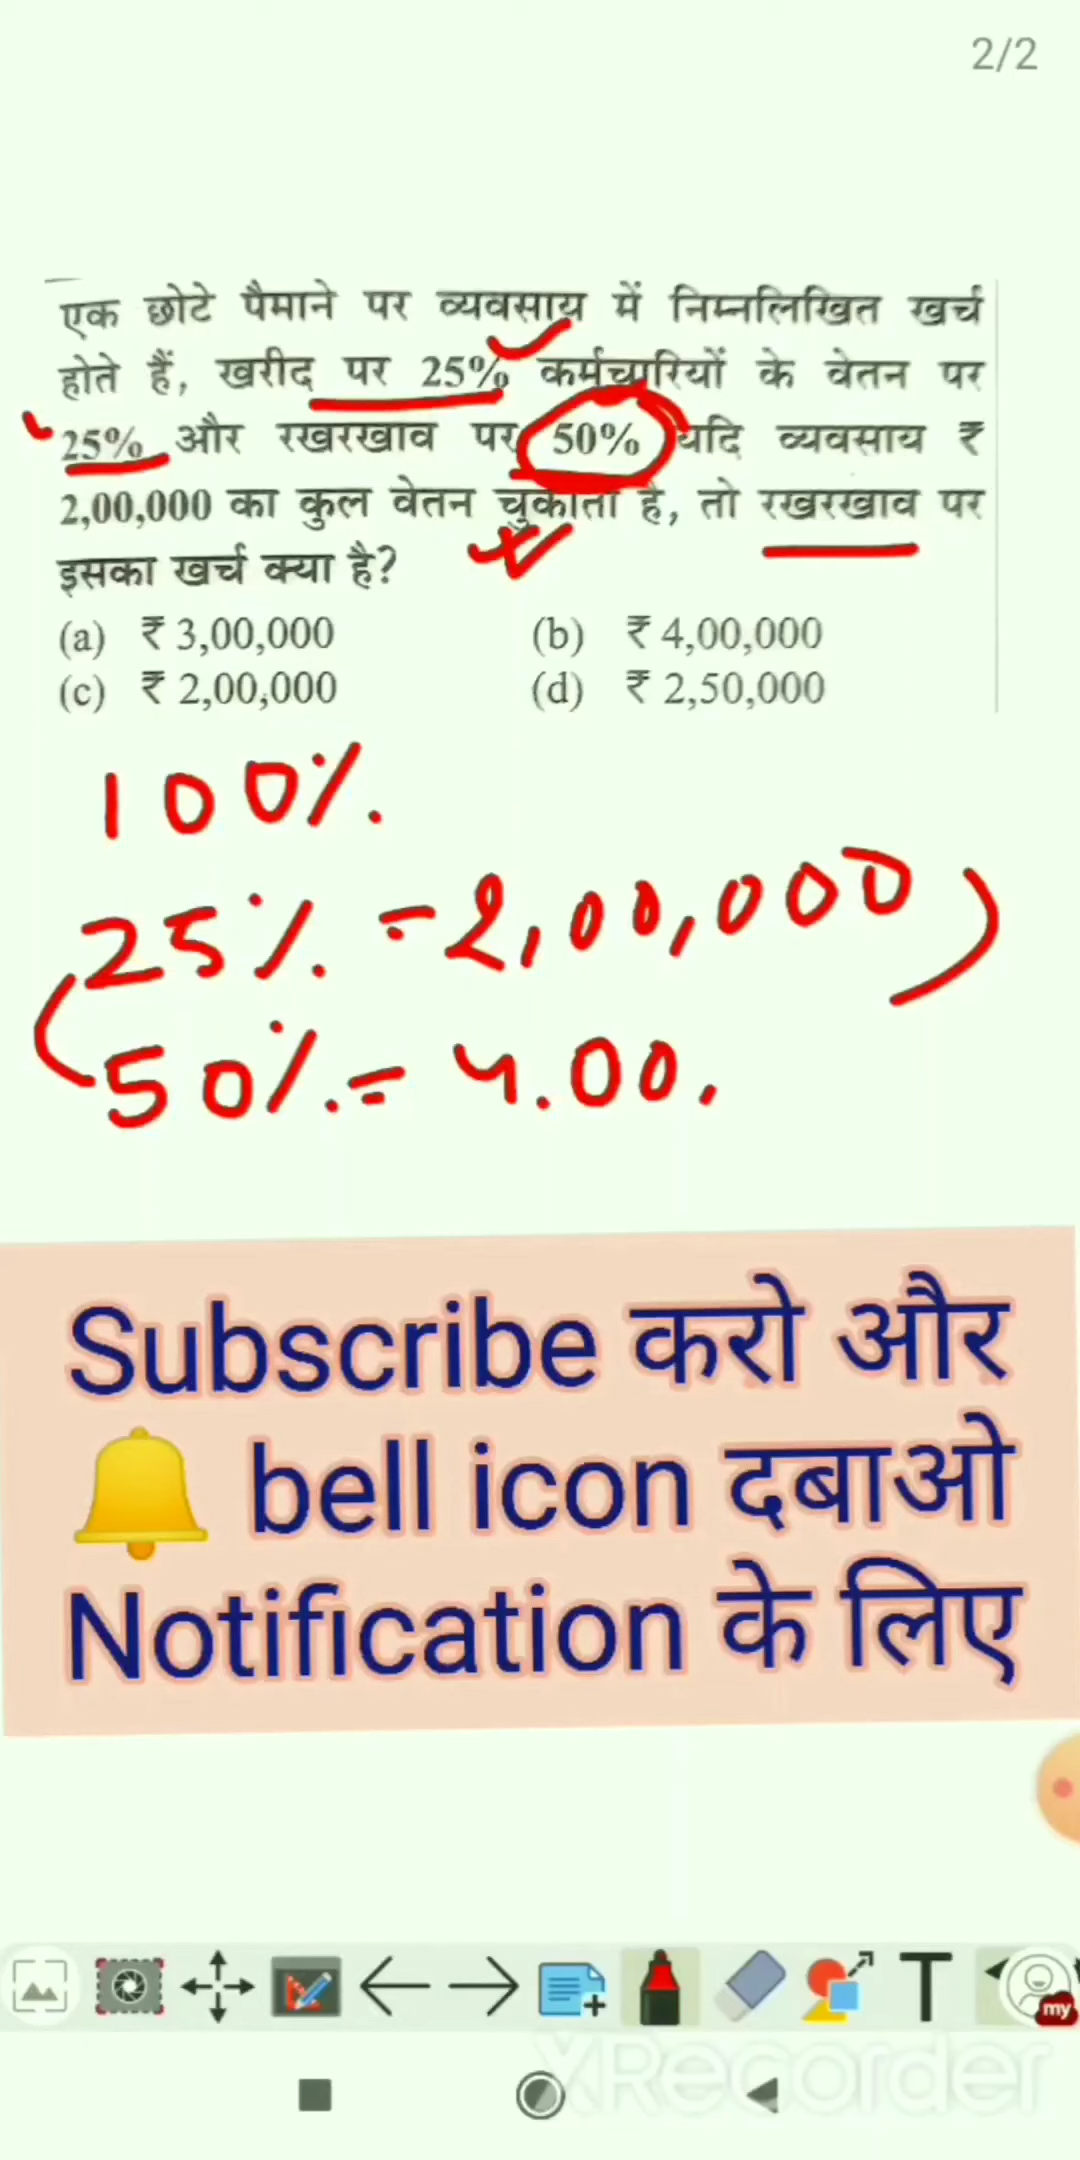 2/2
एक छोटे पैमाने पर व्यवसाय में निम्नलिखित खर्च
होते हैं, खरीद पर 25% कर्मचारियों के वेतन पर
25% और रखरखाव पर 50% यदि व्यवसाय ₹
2,00,000 का कुल वेतन चुकाता है, तो रखरखाव पर
इसका खर्च क्या है?
(a) ₹ 3,00,000 (b) ₹ 4,00,000
(c) ₹ 2,00,000 (d) ₹ 2,50,000
100%.
25%. = 2,00,000
50%. = 4.00,
Subscribe करो और
🔔 bell icon दबाओ
Notification के लिए
T
my
XRecorder